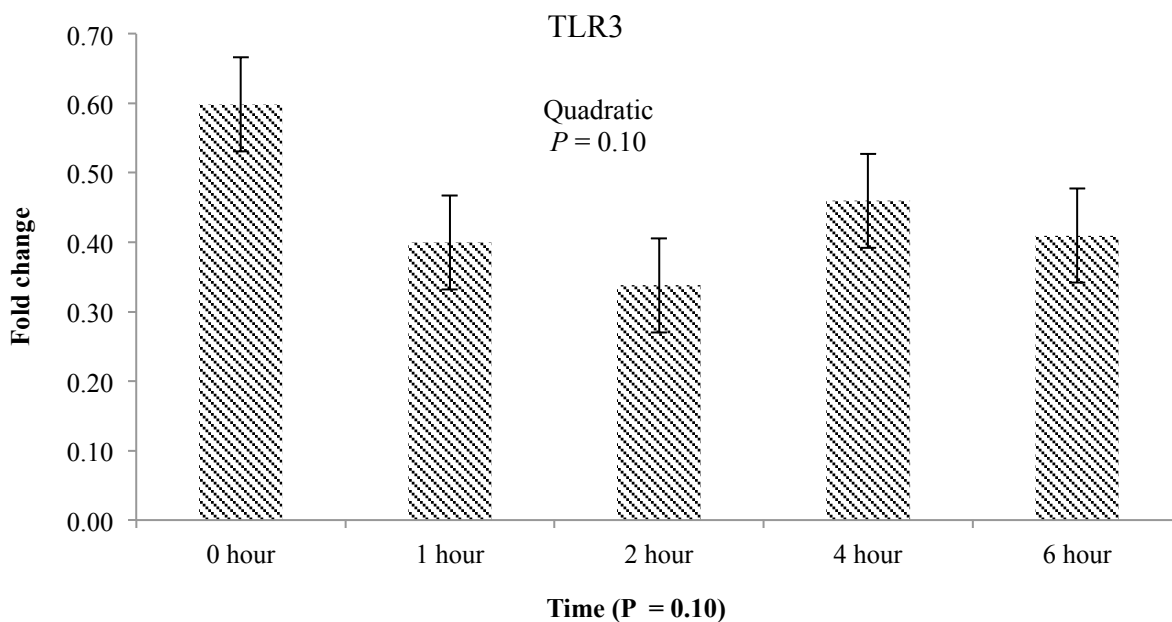 TLR3
Quadratic
P = 0.10
0.70
0.60
0.50
0.40
0.30
0.20
0.10
0.00
Fold change
0 hour 1 hour 2 hour 4 hour 6 hour
Time (P = 0.10)